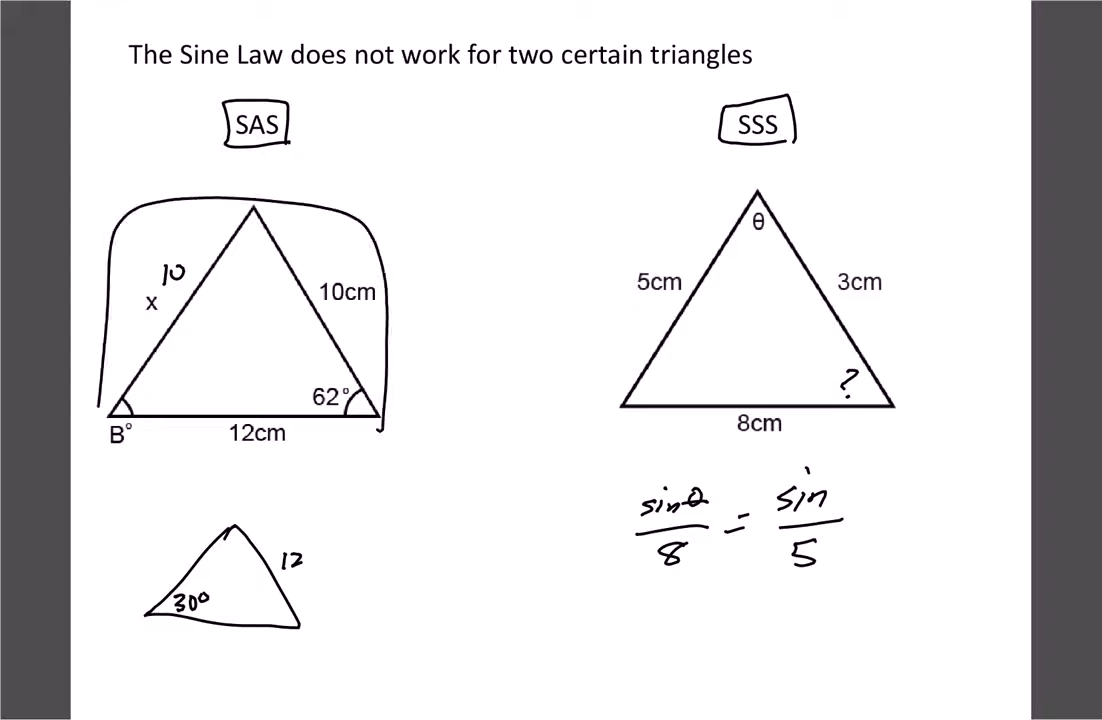 The Sine Law does not work for two certain triangles
SAS
SSS
10
x
10cm
62°
B°
12cm
θ
5cm
3cm
?
8cm
30°
12
sinθ/8 = sin/5